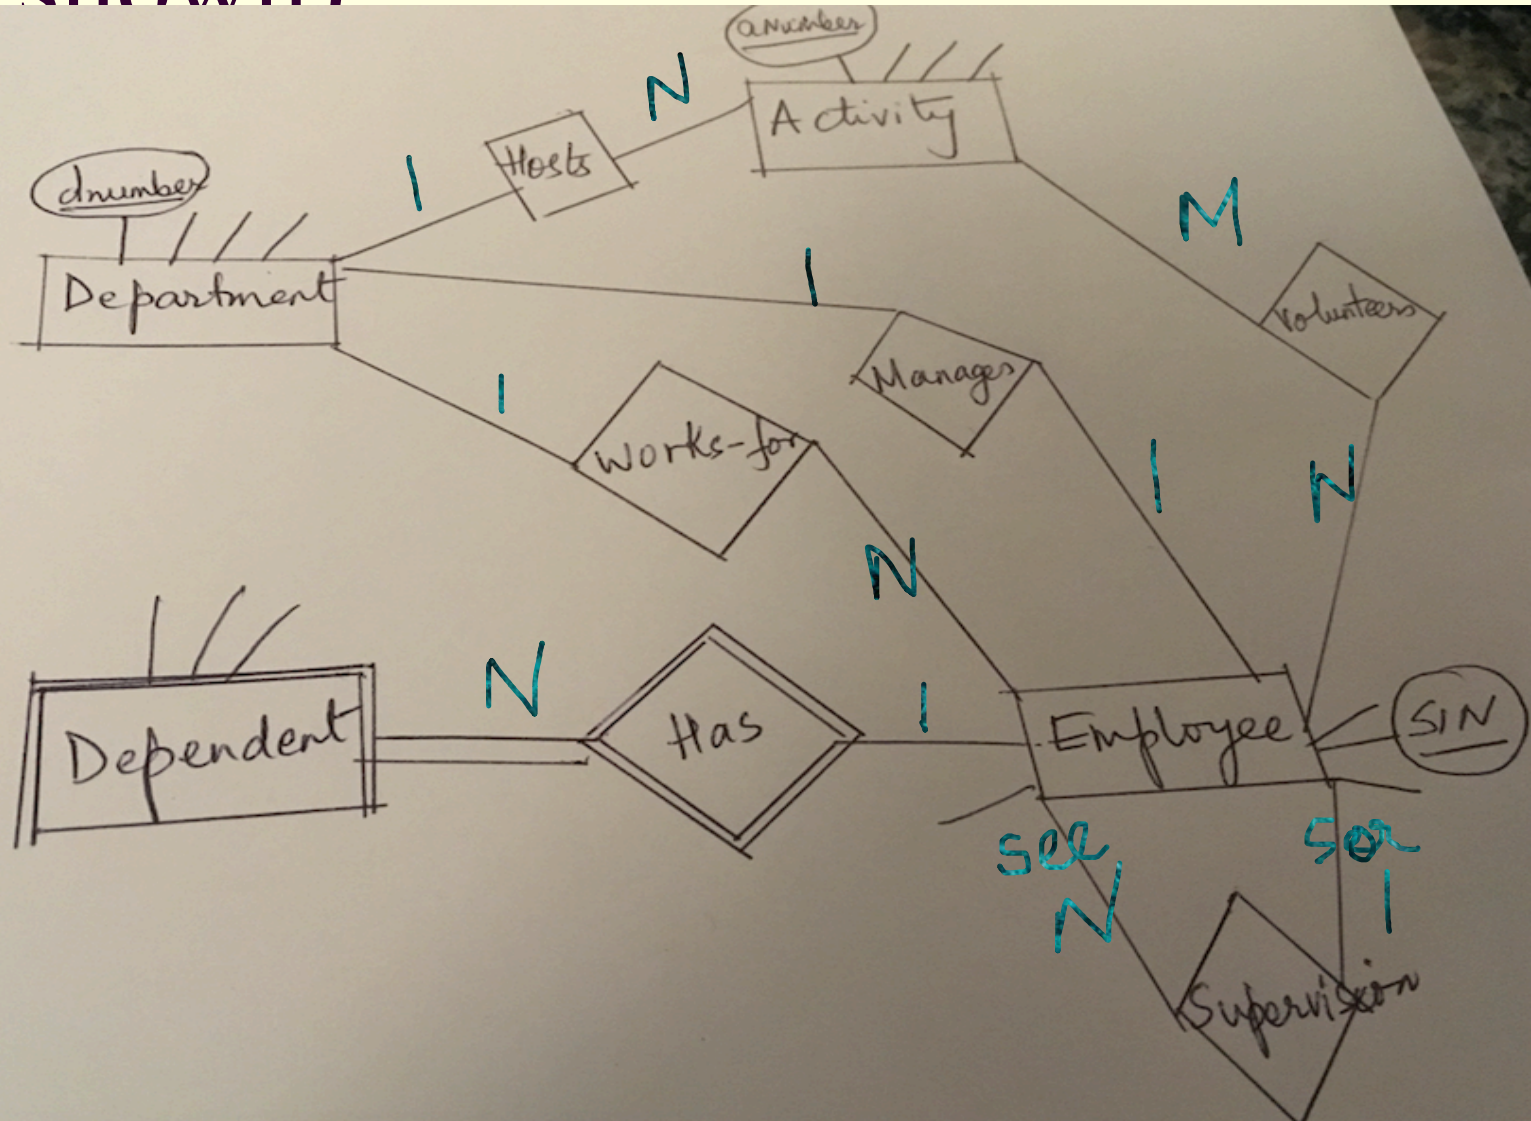 anumber
N
Activity
Hosts
1
dnumber
M
Department
1
Volunteers
Manages
1
Works-for
1
N
N
N
Has
1
SIN
Employee
Dependent
see
sor
N
1
Supervision